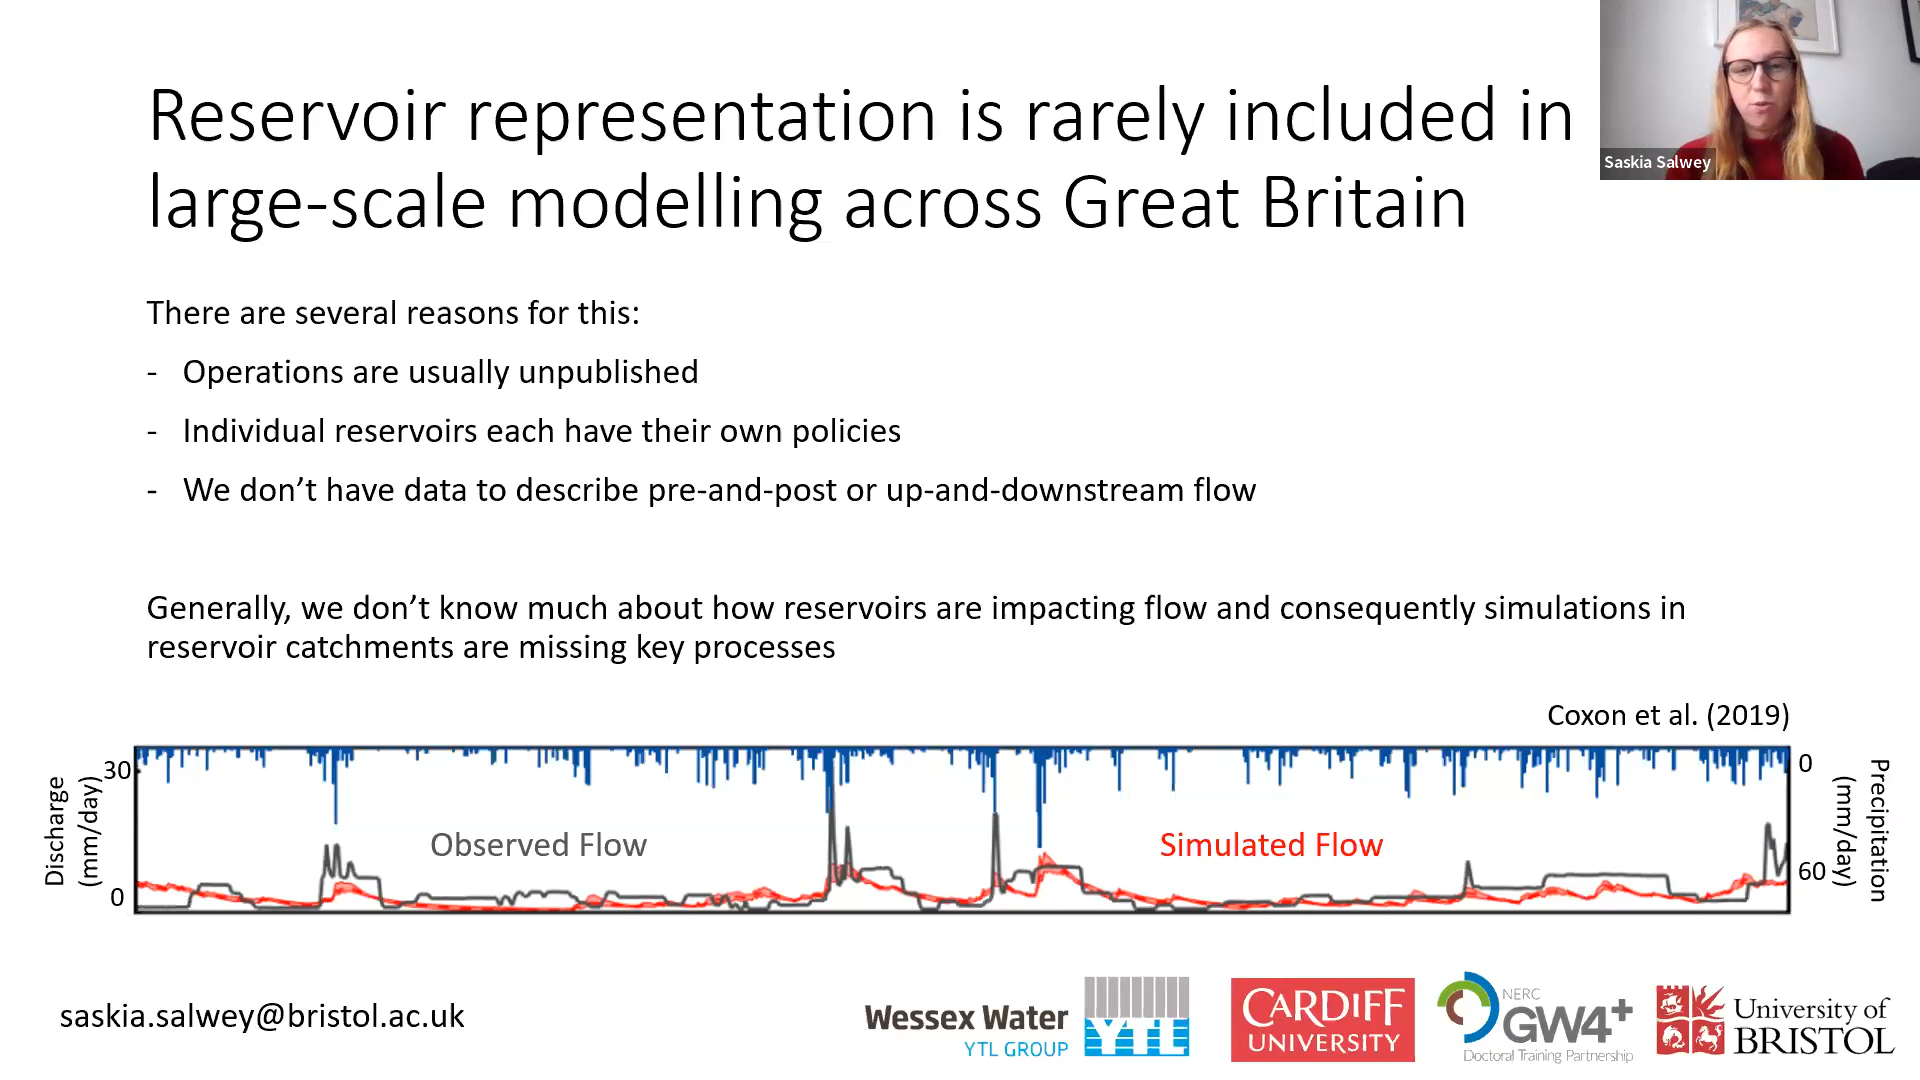 Reservoir representation is rarely included in
large-scale modelling across Great Britain
Saskia Salwey
There are several reasons for this:
- Operations are usually unpublished
- Individual reservoirs each have their own policies
- We don’t have data to describe pre-and-post or up-and-downstream flow
Generally, we don’t know much about how reservoirs are impacting flow and consequently simulations in
reservoir catchments are missing key processes
Coxon et al. (2019)
Discharge
(mm/day)
30
0
Observed Flow
Simulated Flow
0
60
Precipitation
(mm/day)
saskia.salwey@bristol.ac.uk
Wessex Water
YTL GROUP
YTL
CARDIFF
UNIVERSITY
NERC
GW4+
Doctoral Training Partnership
University of
BRISTOL